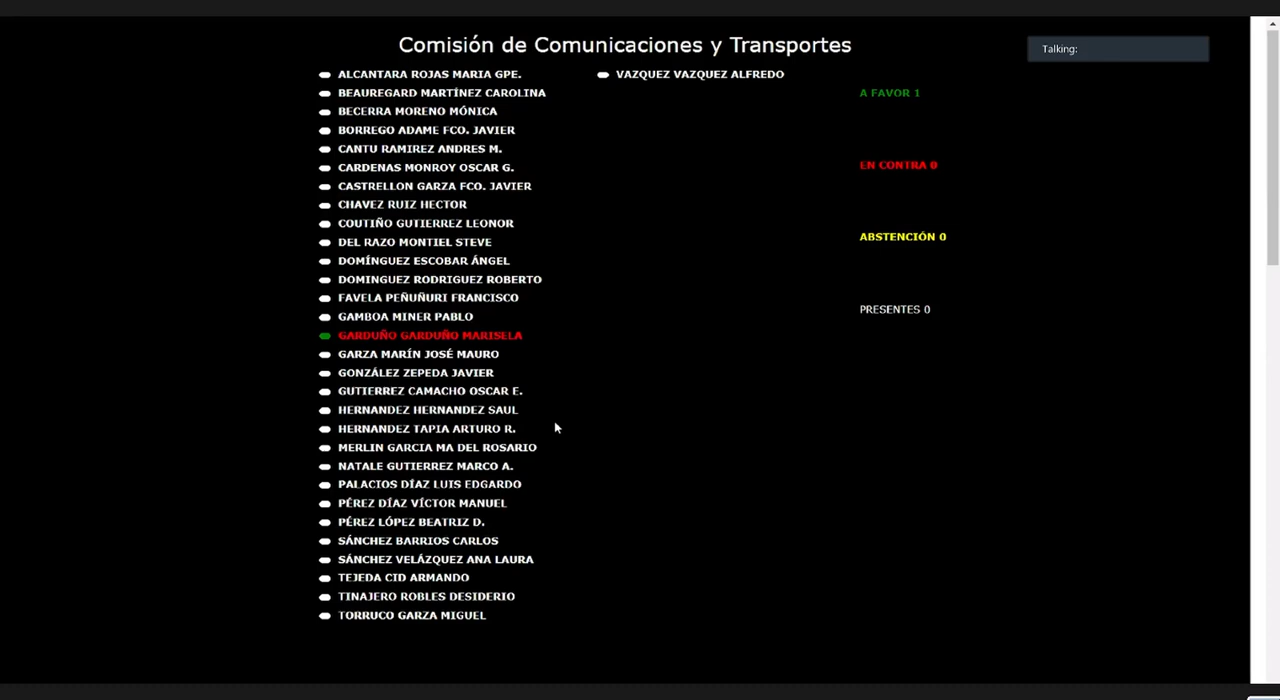 Comisión de Comunicaciones y Transportes
Talking:
ALCANTARA ROJAS MARIA GPE.
BEAUREGARD MARTÍNEZ CAROLINA
BECERRA MORENO MÓNICA
BORREGO ADAME FCO. JAVIER
CANTU RAMIREZ ANDRES M.
CARDENAS MONROY OSCAR G.
CASTRELLON GARZA FCO. JAVIER
CHAVEZ RUIZ HECTOR
COUTIÑO GUTIERREZ LEONOR
DEL RAZO MONTIEL STEVE
DOMÍNGUEZ ESCOBAR ÁNGEL
DOMINGUEZ RODRIGUEZ ROBERTO
FAVELA PEÑUÑURI FRANCISCO
GAMBOA MINER PABLO
GARDUÑO GARDUÑO MARISELA
GARZA MARÍN JOSÉ MAURO
GONZÁLEZ ZEPEDA JAVIER
GUTIERREZ CAMACHO OSCAR E.
HERNANDEZ HERNANDEZ SAUL
HERNANDEZ TAPIA ARTURO R.
MERLIN GARCIA MA DEL ROSARIO
NATALE GUTIERREZ MARCO A.
PALACIOS DÍAZ LUIS EDGARDO
PÉREZ DÍAZ VÍCTOR MANUEL
PÉREZ LÓPEZ BEATRIZ D.
SÁNCHEZ BARRIOS CARLOS
SÁNCHEZ VELÁZQUEZ ANA LAURA
TEJEDA CID ARMANDO
TINAJERO ROBLES DESIDERIO
TORRUCO GARZA MIGUEL
VAZQUEZ VAZQUEZ ALFREDO
A FAVOR 1
EN CONTRA 0
ABSTENCIÓN 0
PRESENTES 0